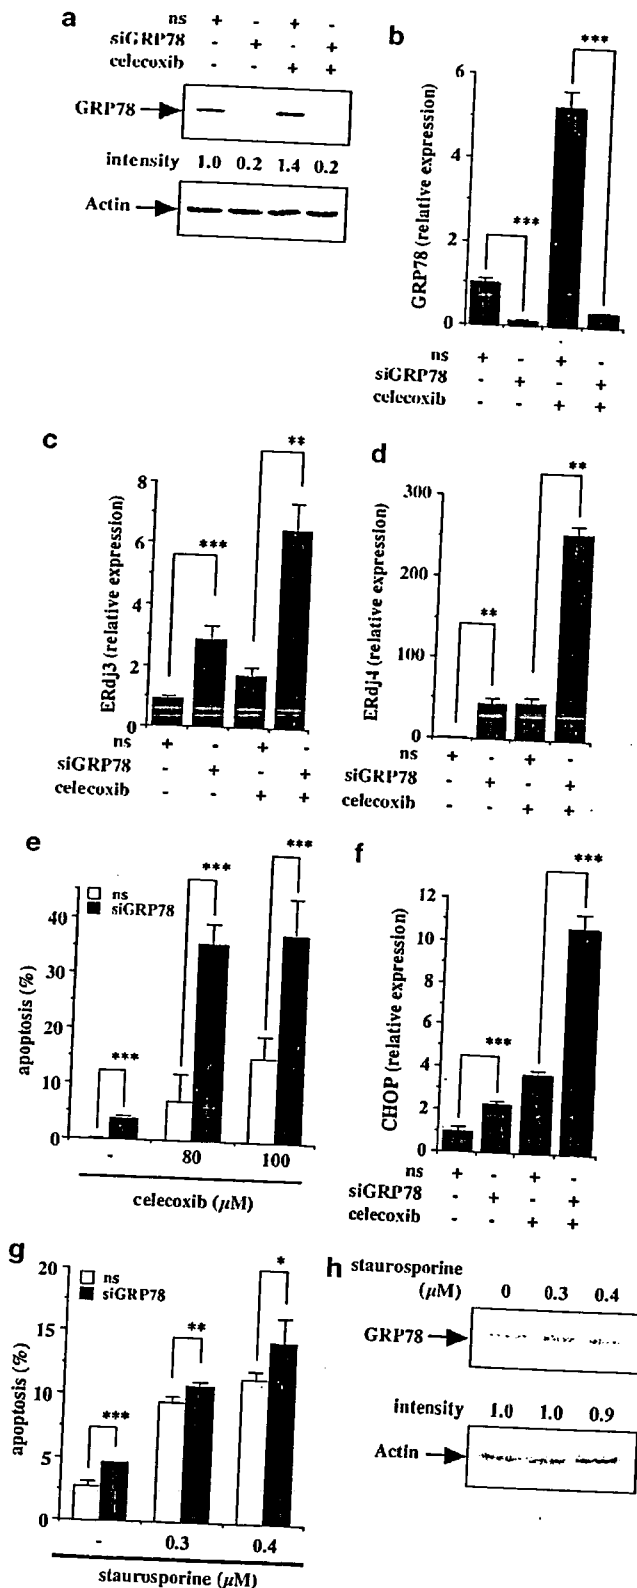 a
ns + - + -
siGRP78 - + - +
celecoxib - - + +
GRP78
intensity 1.0 0.2 1.4 0.2
Actin
b
*** ***
GRP78 (relative expression)
6
4
2
0
ns + - + -
siGRP78 - + - +
celecoxib - - + +
c
*** **
ERdj3 (relative expression)
8
6
4
2
0
ns + - + -
siGRP78 - + - +
celecoxib - - + +
d
** **
ERdj4 (relative expression)
300
200
100
0
ns + - + -
siGRP78 - + - +
celecoxib - - + +
e
ns
siGRP78
*** *** ***
apoptosis (%)
40
30
20
10
0
- 80 100
celecoxib (μM)
f
*** ***
CHOP (relative expression)
12
10
8
6
4
2
0
ns + - + -
siGRP78 - + - +
celecoxib - - + +
g
ns
siGRP78
*** ** *
apoptosis (%)
20
15
10
5
0
- 0.3 0.4
staurosporine (μM)
h
staurosporine
(μM) 0 0.3 0.4
GRP78
intensity 1.0 1.0 0.9
Actin